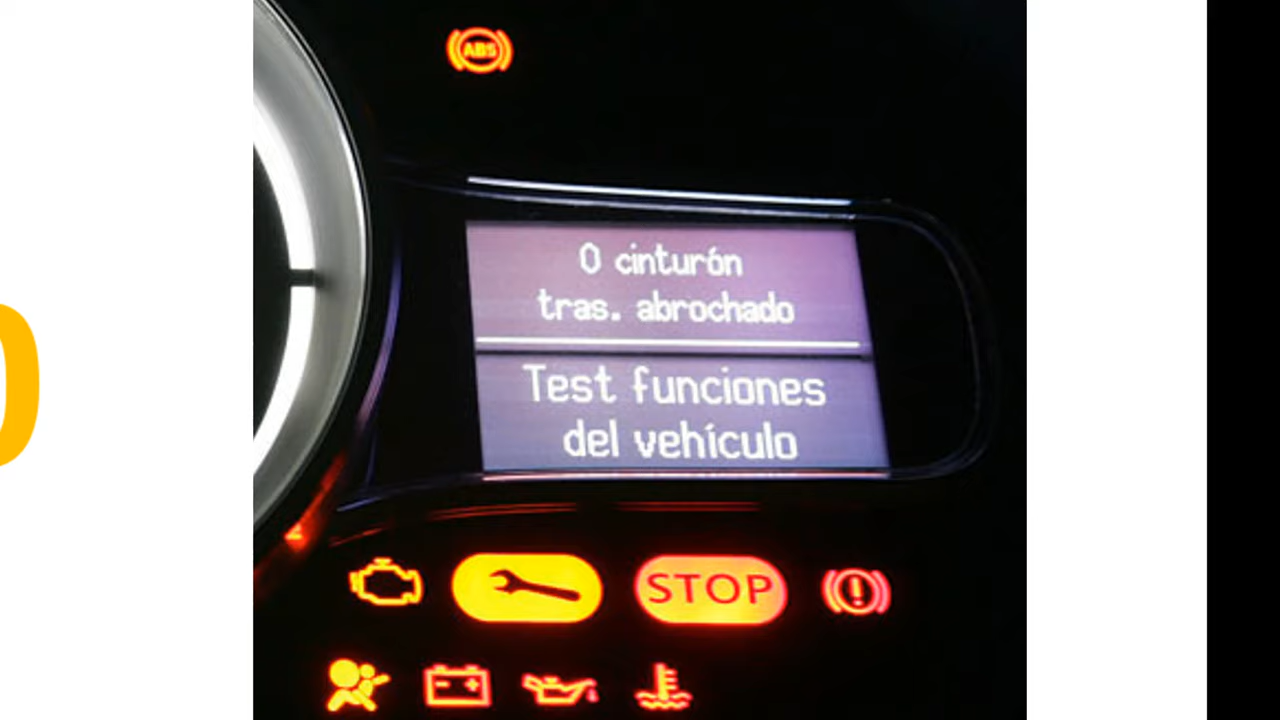 ABS
0 cinturón
tras. abrochado
Test funciones
del vehículo
STOP